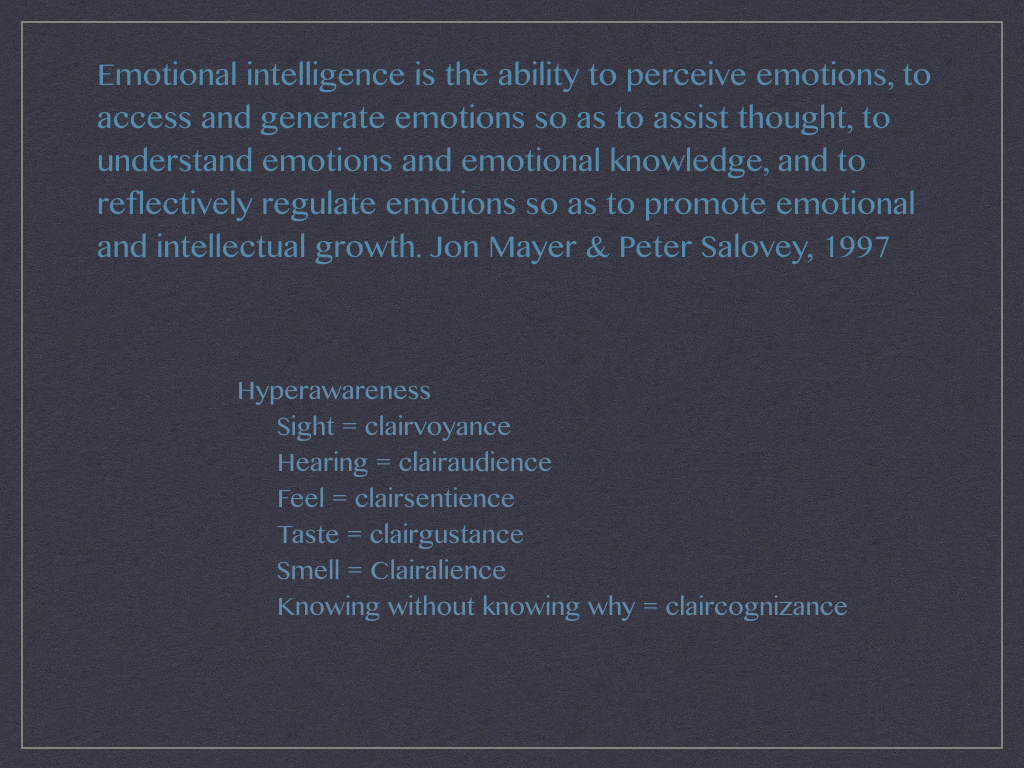 Emotional intelligence is the ability to perceive emotions, to
access and generate emotions so as to assist thought, to
understand emotions and emotional knowledge, and to
reflectively regulate emotions so as to promote emotional
and intellectual growth. Jon Mayer & Peter Salovey, 1997
Hyperawareness
Sight = clairvoyance
Hearing = clairaudience
Feel = clairsentience
Taste = clairgustance
Smell = Clairalience
Knowing without knowing why = claircognizance